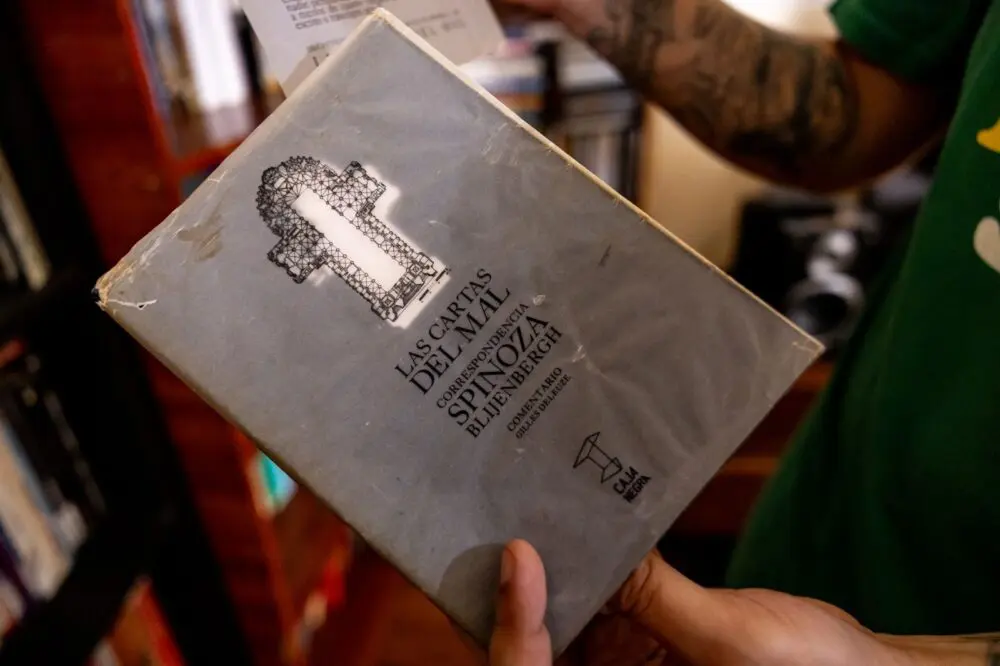 LAS CARTAS
DEL MAL
CORRESPONDENCIA
SPINOZA
BLIJENBERGH
COMENTARIO
GILLES DELEUZE
CAJA
NEGRA